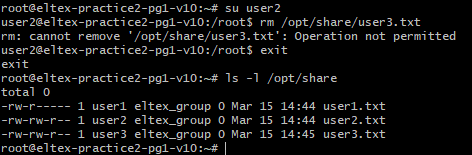 root@eltex-practice2-pg1-v10:~# su user2
user2@eltex-practice2-pg1-v10:/root$ rm /opt/share/user3.txt
rm: cannot remove '/opt/share/user3.txt': Operation not permitted
user2@eltex-practice2-pg1-v10:/root$ exit
exit
root@eltex-practice2-pg1-v10:~# ls -l /opt/share
total 0
-rw-r----- 1 user1 eltex_group 0 Mar 15 14:44 user1.txt
-rw-rw-r-- 1 user2 eltex_group 0 Mar 15 14:44 user2.txt
-rw-rw-r-- 1 user3 eltex_group 0 Mar 15 14:45 user3.txt
root@eltex-practice2-pg1-v10:~#